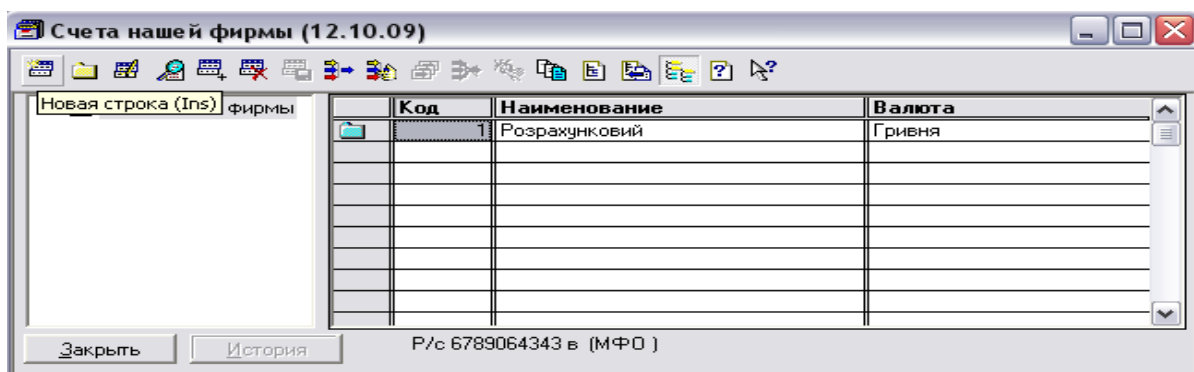 Счета нашей фирмы (12.10.09)
Новая строка (Ins) фирмы
Код Наименование Валюта
1 Розрахунковий Гривня
Закрыть История Р/с 6789064343 в (МФО )